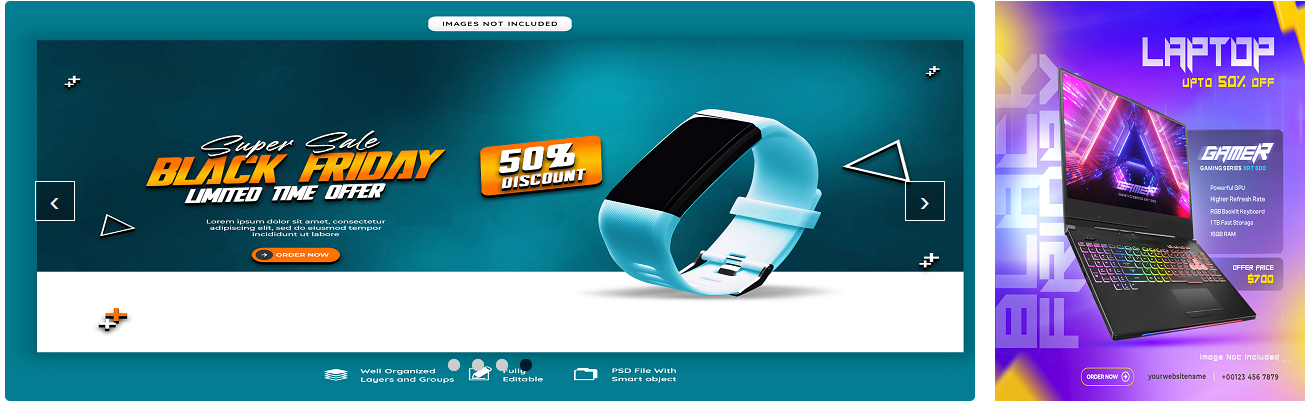 IMAGES NOT INCLUDED
Super Sale
BLACK FRIDAY
LIMITED TIME OFFER
Lorem ipsum dolor sit amet, consectetur
adipiscing elit, sed do eiusmod tempor
incididunt ut labore
ORDER NOW
50%
DISCOUNT
Well Organized
Layers and Groups
Fully
Editable
PSD File With
Smart object
LAPTOP
UPTO 50% OFF
BLACK
FRIDAY
GAMER
GAMING SERIES XRT 500
Powerful GPU
Higher Refresh Rate
RGB Backlit Keyboard
1TB Fast Storage
16GB RAM
OFFER PRICE
$700
Image Not Included
ORDER NOW
yourwebsitename | +00123 456 7879